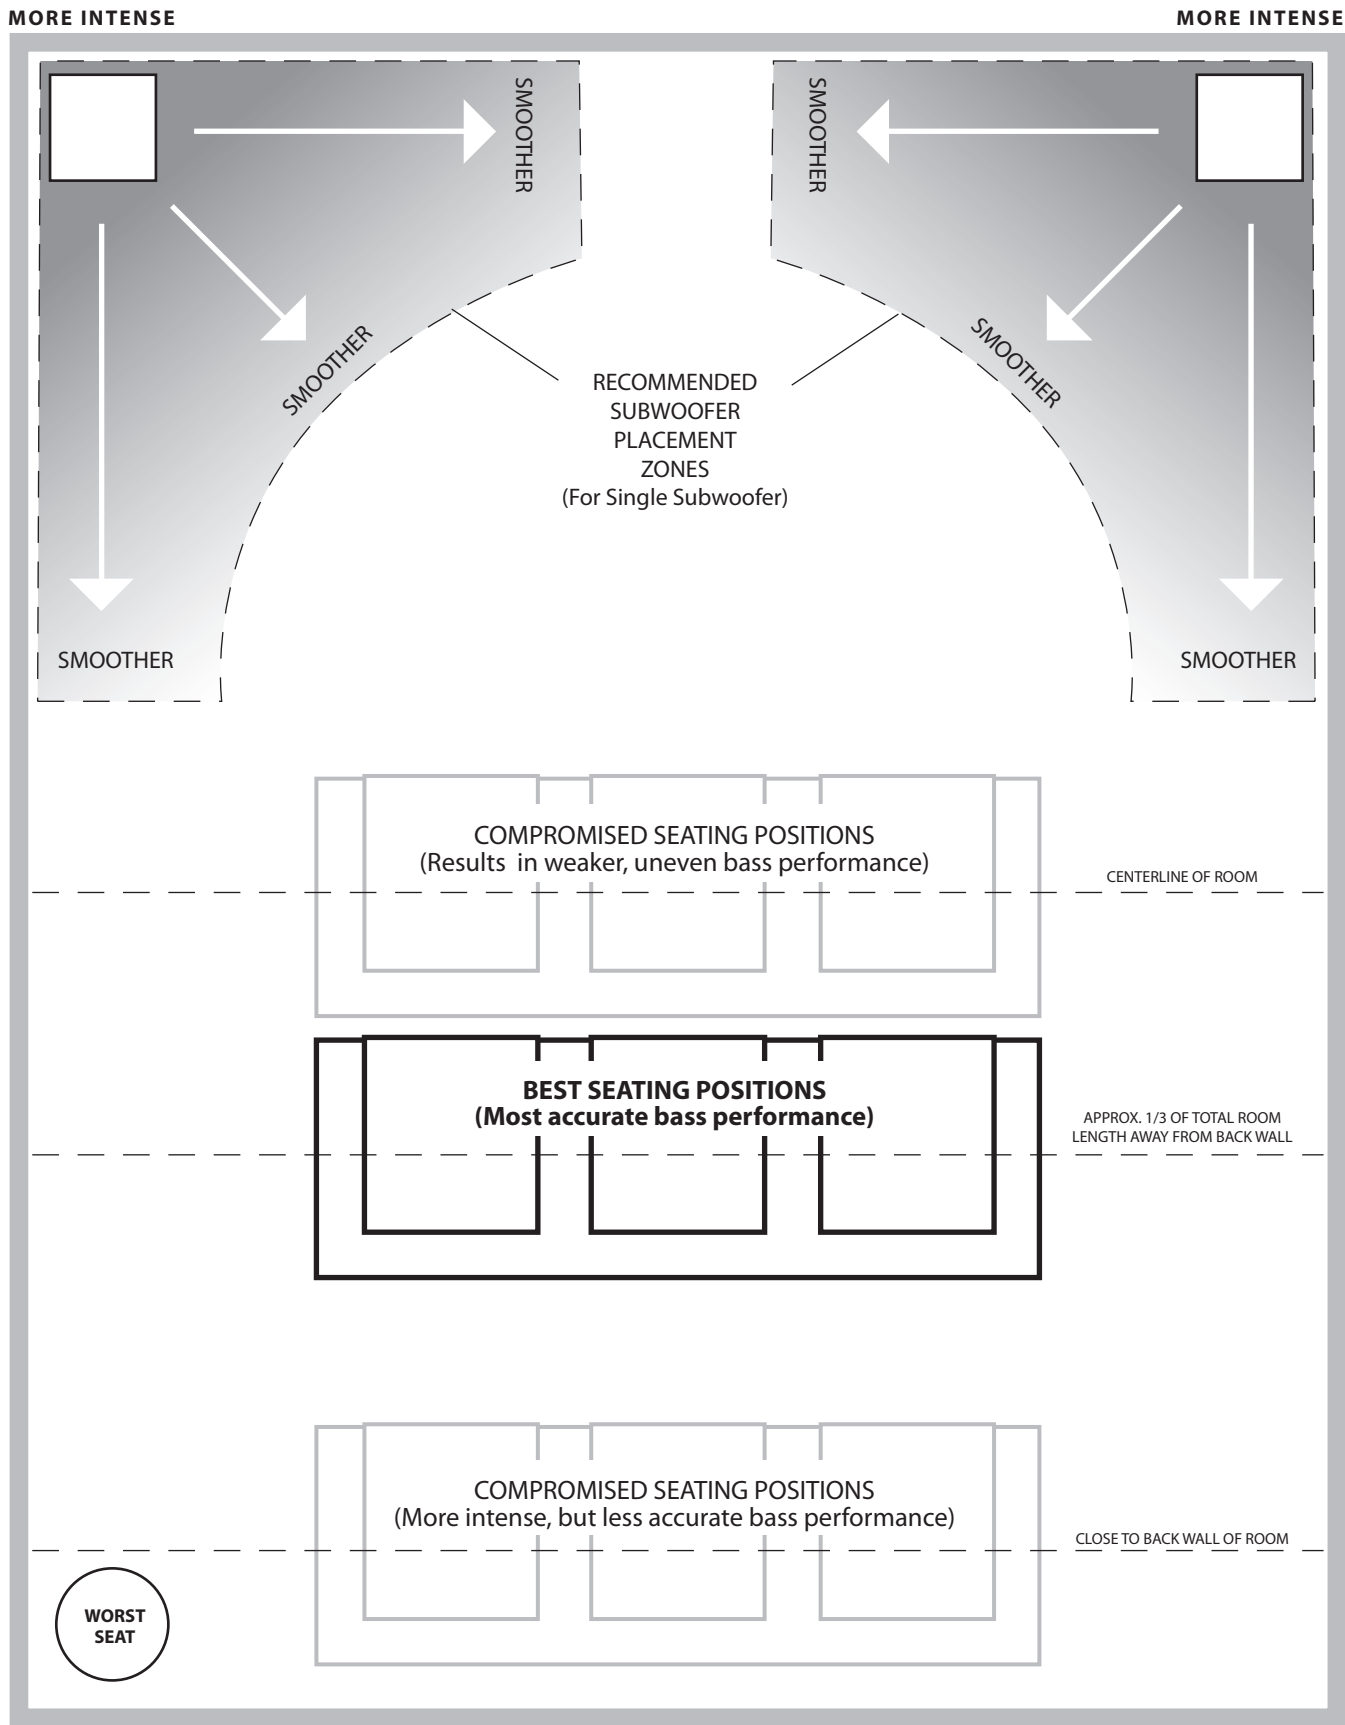 MORE INTENSE
MORE INTENSE
SMOOTHER
SMOOTHER
SMOOTHER
SMOOTHER
RECOMMENDED
SUBWOOFER
PLACEMENT
ZONES
(For Single Subwoofer)
SMOOTHER
SMOOTHER
COMPROMISED SEATING POSITIONS
(Results in weaker, uneven bass performance)
CENTERLINE OF ROOM
BEST SEATING POSITIONS
(Most accurate bass performance)
APPROX. 1/3 OF TOTAL ROOM
LENGTH AWAY FROM BACK WALL
COMPROMISED SEATING POSITIONS
(More intense, but less accurate bass performance)
CLOSE TO BACK WALL OF ROOM
WORST
SEAT